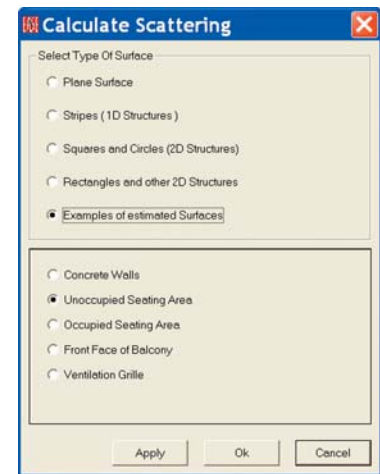 Calculate Scattering
Select Type Of Surface
Plane Surface
Stripes ( 1D Structures )
Squares and Circles (2D Structures)
Rectangles and other 2D Structures
Examples of estimated Surfaces
Concrete Walls
Unoccupied Seating Area
Occupied Seating Area
Front Face of Balcony
Ventilation Grille
Apply Ok Cancel